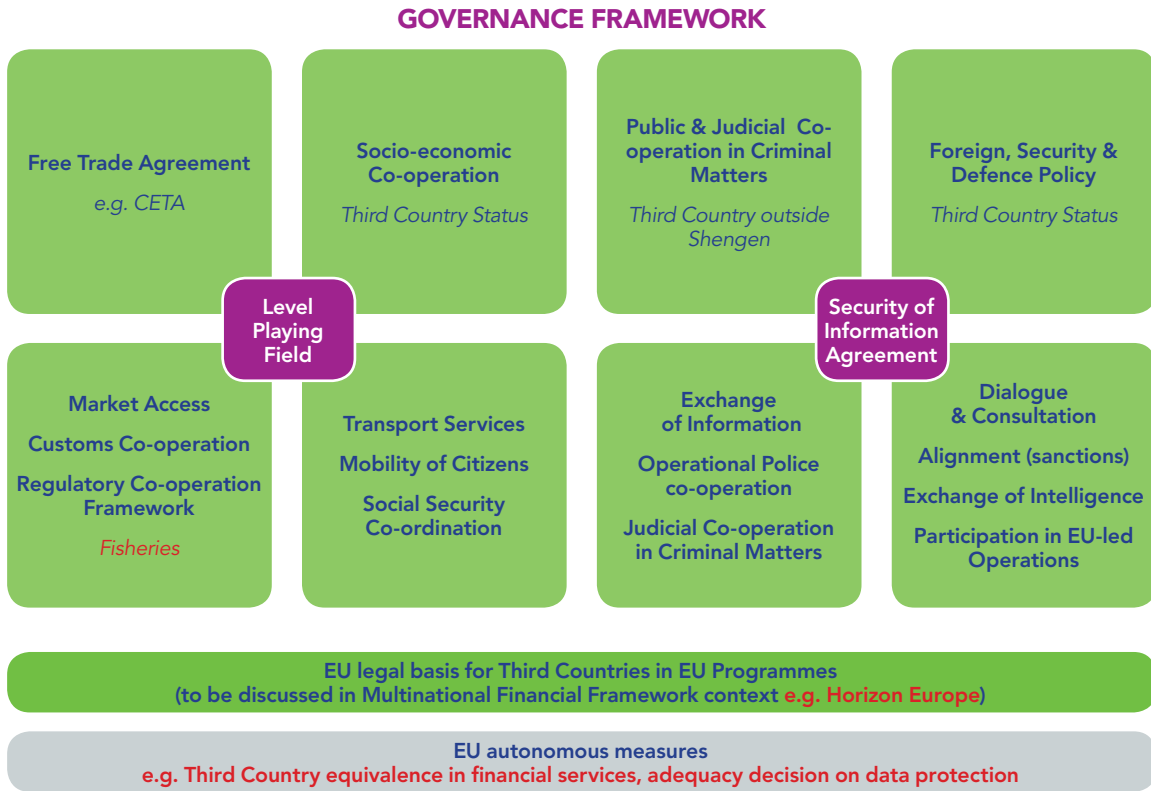 GOVERNANCE FRAMEWORK
Free Trade Agreement
e.g. CETA
Socio-economic
Co-operation
Third Country Status
Public & Judicial Co-
operation in Criminal
Matters
Third Country outside
Shengen
Foreign, Security &
Defence Policy
Third Country Status
Level
Playing
Field
Security of
Information
Agreement
Market Access
Customs Co-operation
Regulatory Co-operation
Framework
Fisheries
Transport Services
Mobility of Citizens
Social Security
Co-ordination
Exchange
of Information
Operational Police
co-operation
Judicial Co-operation
in Criminal Matters
Dialogue
& Consultation
Alignment (sanctions)
Exchange of Intelligence
Participation in EU-led
Operations
EU legal basis for Third Countries in EU Programmes
(to be discussed in Multinational Financial Framework context e.g. Horizon Europe)
EU autonomous measures
e.g. Third Country equivalence in financial services, adequacy decision on data protection